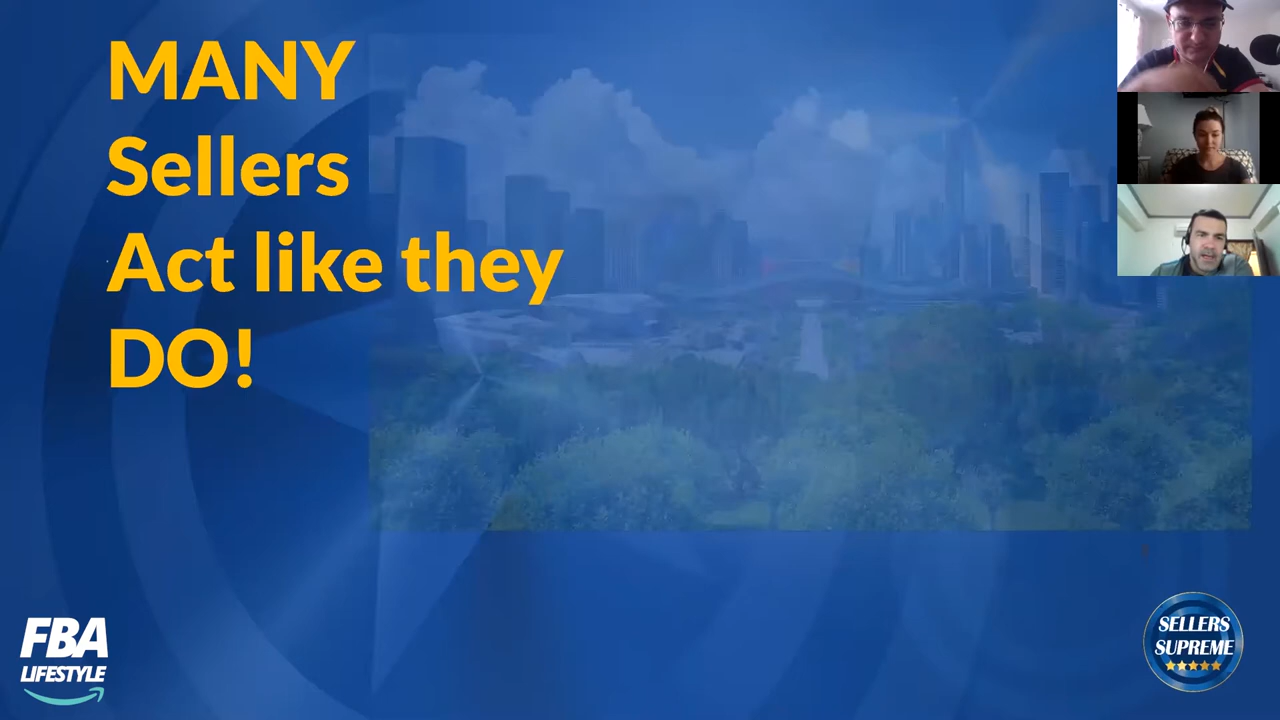 MANY
Sellers
Act like they
DO!
FBA
LIFESTYLE
SELLERS
SUPREME